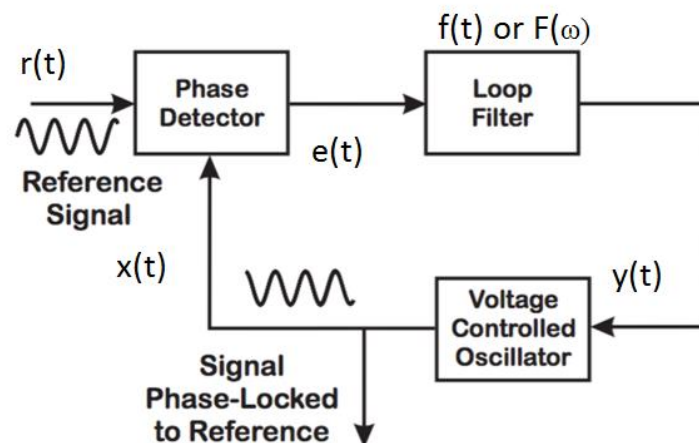 f(t) or F(ω)
r(t)
Phase
Detector
Loop
Filter
e(t)
Reference
Signal
x(t)
y(t)
Voltage
Controlled
Oscillator
Signal
Phase-Locked
to Reference